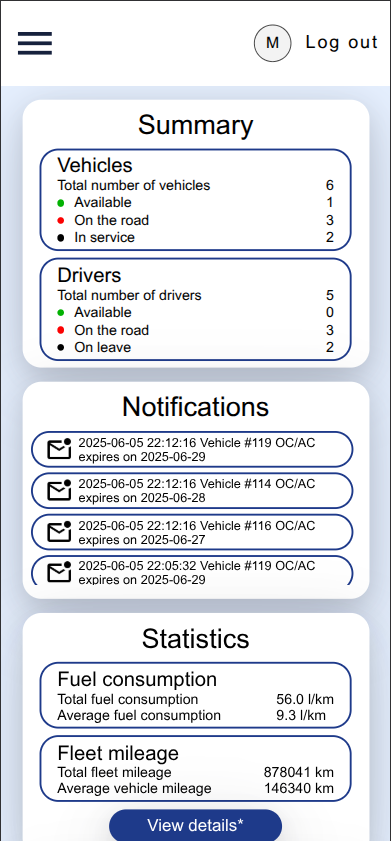 M Log out
Summary
Vehicles
Total number of vehicles 6
Available 1
On the road 3
In service 2
Drivers
Total number of drivers 5
Available 0
On the road 3
On leave 2
Notifications
2025-06-05 22:12:16 Vehicle #119 OC/AC
expires on 2025-06-29
2025-06-05 22:12:16 Vehicle #114 OC/AC
expires on 2025-06-28
2025-06-05 22:12:16 Vehicle #116 OC/AC
expires on 2025-06-27
2025-06-05 22:05:32 Vehicle #119 OC/AC
expires on 2025-06-29
Statistics
Fuel consumption
Total fuel consumption 56.0 l/km
Average fuel consumption 9.3 l/km
Fleet mileage
Total fleet mileage 878041 km
Average vehicle mileage 146340 km
View details*